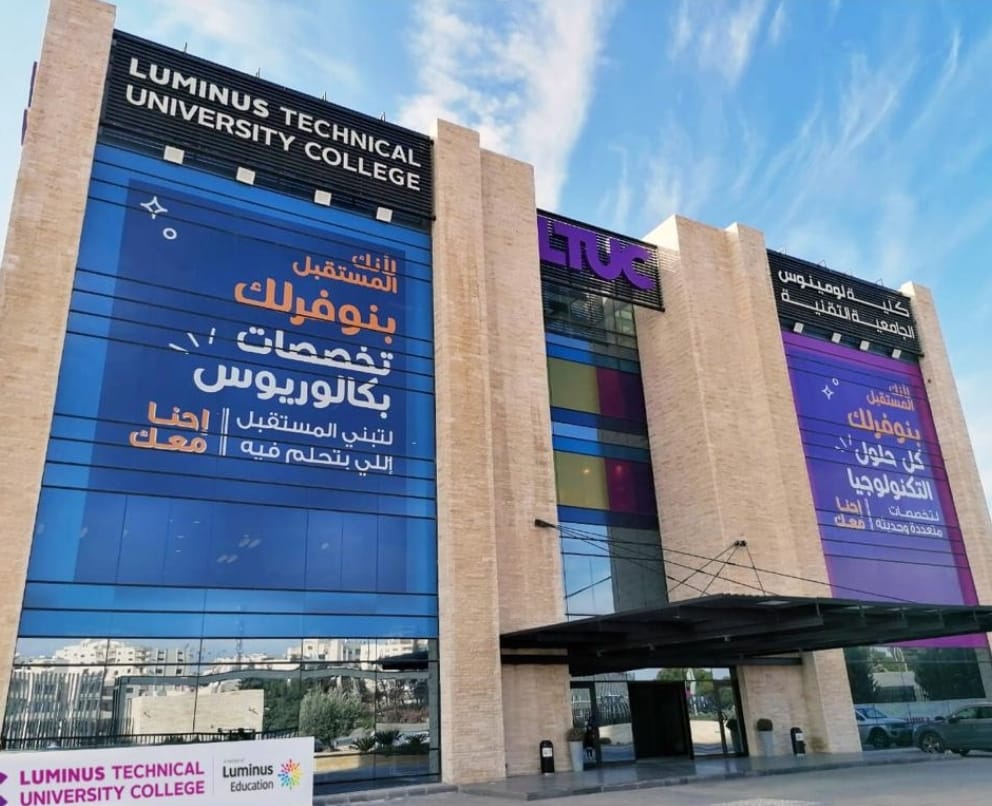 LUMINUS TECHNICAL
UNIVERSITY COLLEGE
لأنك
المستقبل
بنوفرلك
تخصصات
بكالوريوس
لتبني المستقبل
اللي بتحلم فيه
إحنا
معك
LTUC
كلية لومينوس
الجامعية التقنية
لأنك
المستقبل
بنوفرلك
كل حلول
التكنولوجيا
لتخصصات
متعددة وحديثة
إحنا
معك
LUMINUS TECHNICAL
UNIVERSITY COLLEGE
Luminus
Education